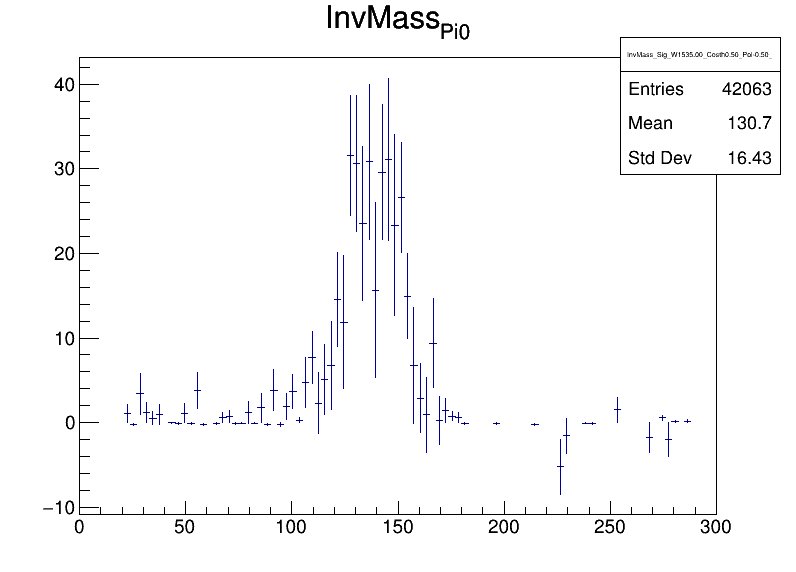 InvMass_Pi0
InvMass_Sig_W1535.00_Costh0.50_Pol-0.50_
Entries 42063
Mean 130.7
Std Dev 16.43
40
30
20
10
0
−10
0 50 100 150 200 250 300